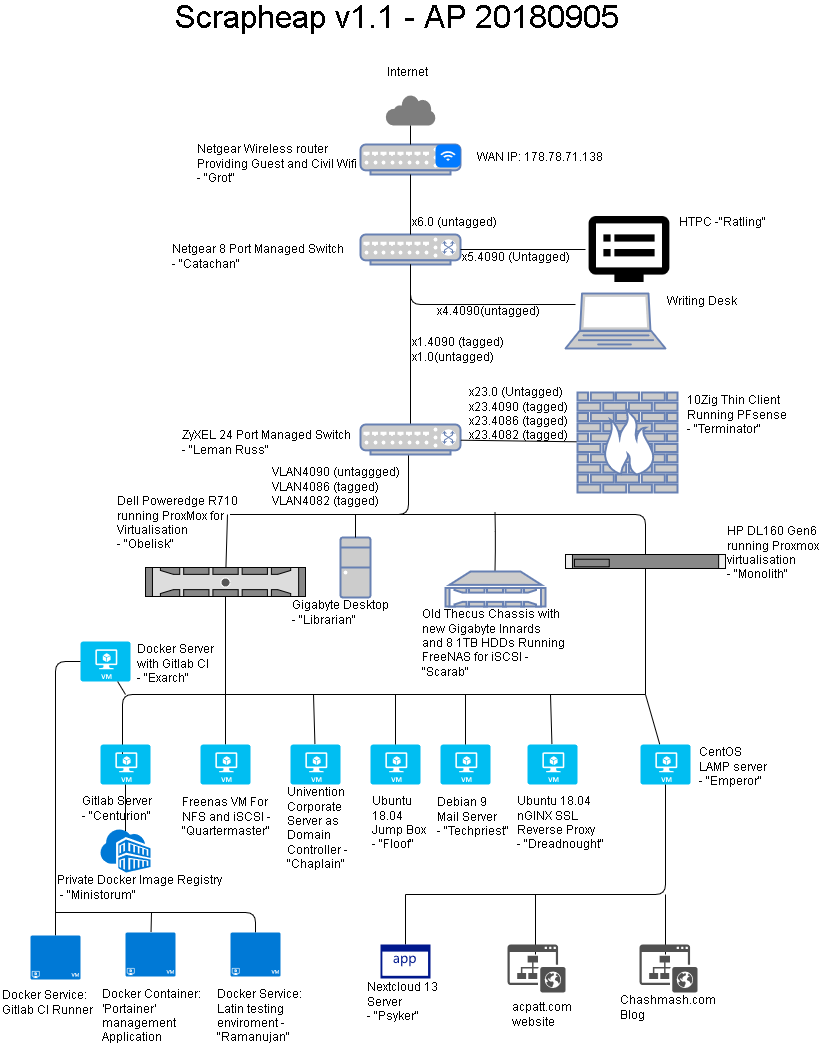 Scrapheap v1.1 - AP 20180905
Internet
Netgear Wireless router
Providing Guest and Civil Wifi
- "Grot"
WAN IP: 178.78.71.138
x6.0 (untagged)
Netgear 8 Port Managed Switch
- "Catachan"
x5.4090 (Untagged)
HTPC -"Ratling"
x4.4090(untagged)
Writing Desk
x1.4090 (tagged)
x1.0(untagged)
ZyXEL 24 Port Managed Switch
- "Leman Russ"
x23.0 (Untagged)
x23.4090 (tagged)
x23.4086 (tagged)
x23.4082 (tagged)
10Zig Thin Client
Running PFsense
- "Terminator"
VLAN4090 (untaggged)
VLAN4086 (tagged)
VLAN4082 (tagged)
Dell Poweredge R710
running ProxMox for
Virtualisation
- "Obelisk"
Gigabyte Desktop
- "Librarian"
Old Thecus Chassis with
new Gigabyte Innards
and 8 1TB HDDs Running
FreeNAS for iSCSI -
"Scarab"
HP DL160 Gen6
running Proxmox
virtualisation
- "Monolith"
VM
Docker Server
with Gitlab CI
- "Exarch"
VM
Gitlab Server
- "Centurion"
VM
Freenas VM For
NFS and iSCSI -
"Quartermaster"
VM
Univention
Corporate
Server as
Domain
Controller -
"Chaplain"
VM
Ubuntu
18.04
Jump Box
- "Floof"
VM
Debian 9
Mail Server
- "Techpriest"
VM
Ubuntu 18.04
nGINX SSL
Reverse Proxy
- "Dreadnought"
VM
CentOS
LAMP server
- "Emperor"
Private Docker Image Registry
- "Ministorum"
VM
Docker Service:
Gitlab CI Runner
VM
Docker Container:
'Portainer'
management
Application
VM
Docker Service:
Latin testing
enviroment -
"Ramanujan"
app
Nextcloud 13
Server
- "Psyker"
acpatt.com
website
Chashmash.com
Blog